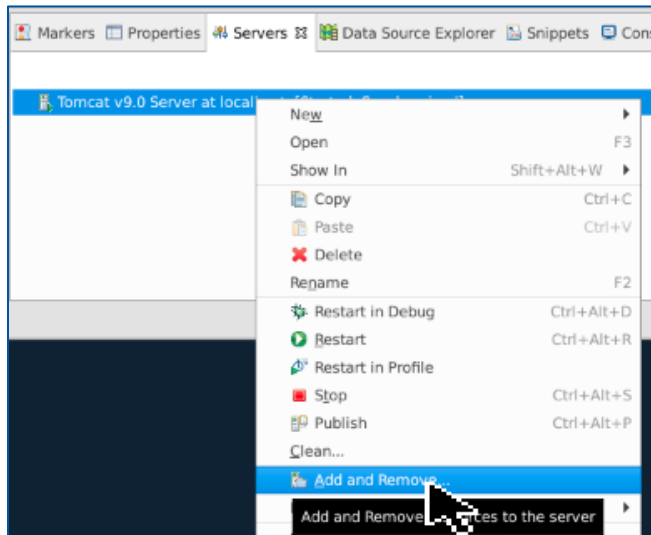 Markers Properties Servers Data Source Explorer Snippets Con
Tomcat v9.0 Server at local
New
Open F3
Show In Shift+Alt+W
Copy Ctrl+C
Paste Ctrl+V
Delete
Rename F2
Restart in Debug Ctrl+Alt+D
Restart Ctrl+Alt+R
Restart in Profile
Stop Ctrl+Alt+S
Publish Ctrl+Alt+P
Clean...
Add and Remove...
Add and Remove to the server